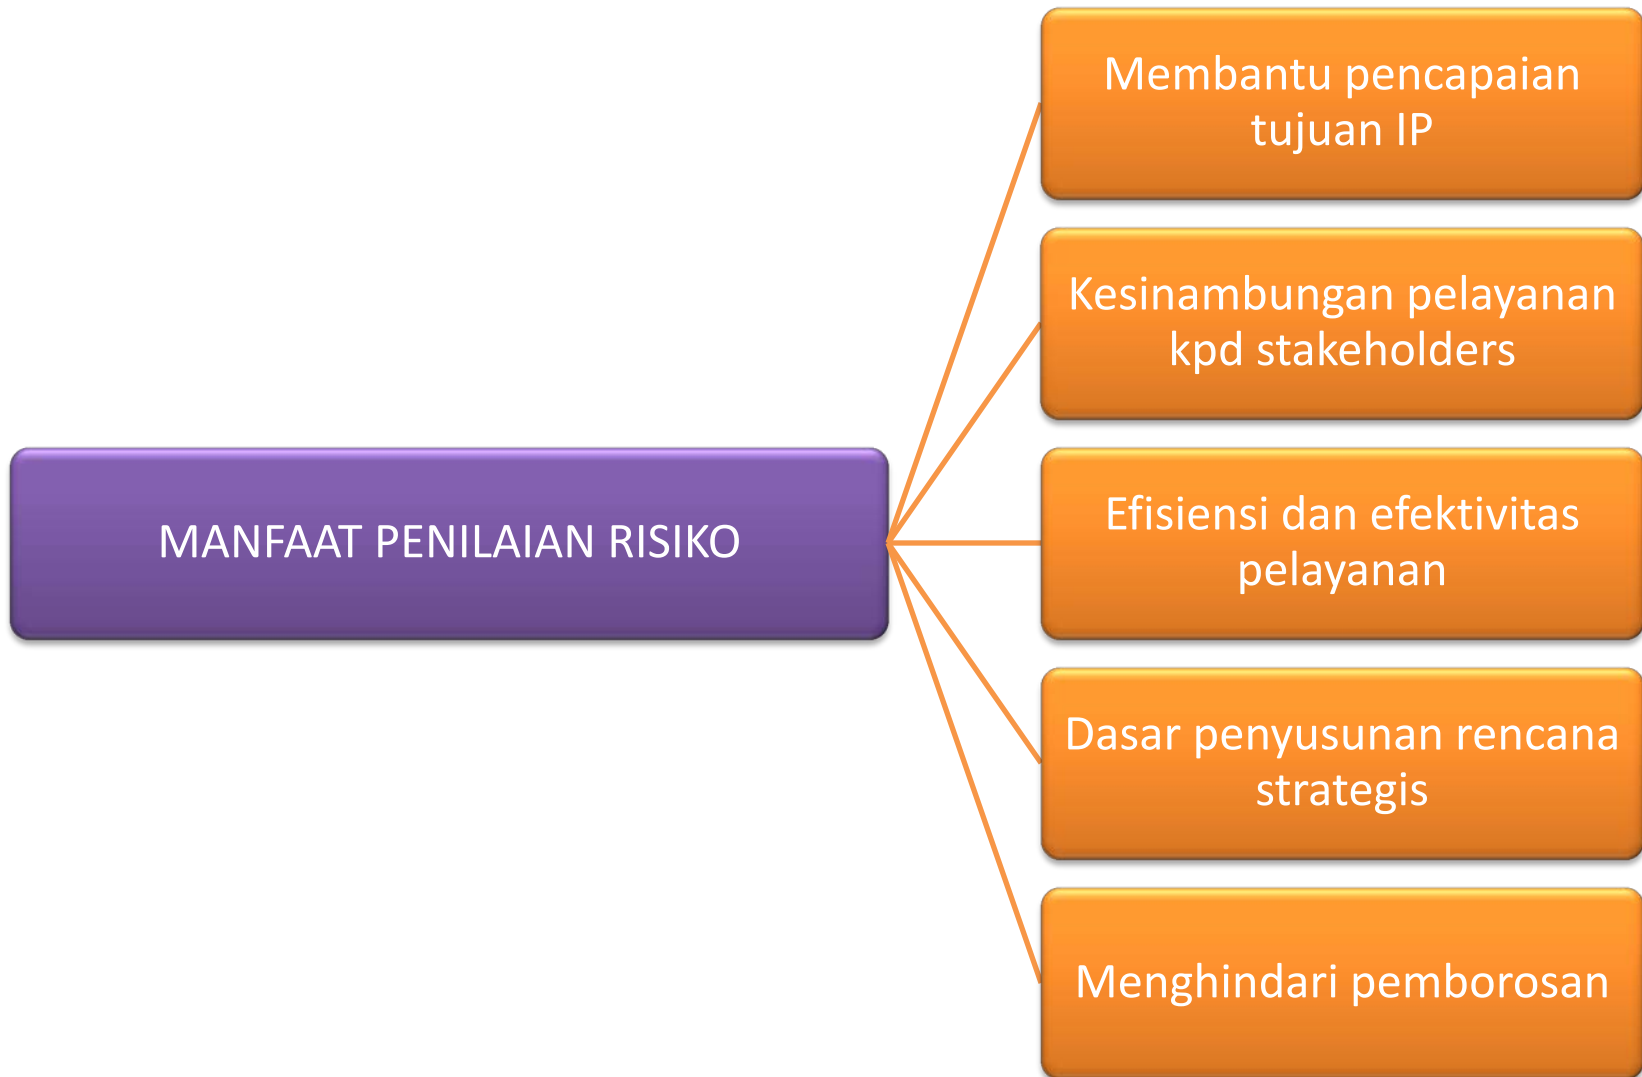 Membantu pencapaian
tujuan IP
Kesinambungan pelayanan
kpd stakeholders
MANFAAT PENILAIAN RISIKO
Efisiensi dan efektivitas
pelayanan
Dasar penyusunan rencana
strategis
Menghindari pemborosan